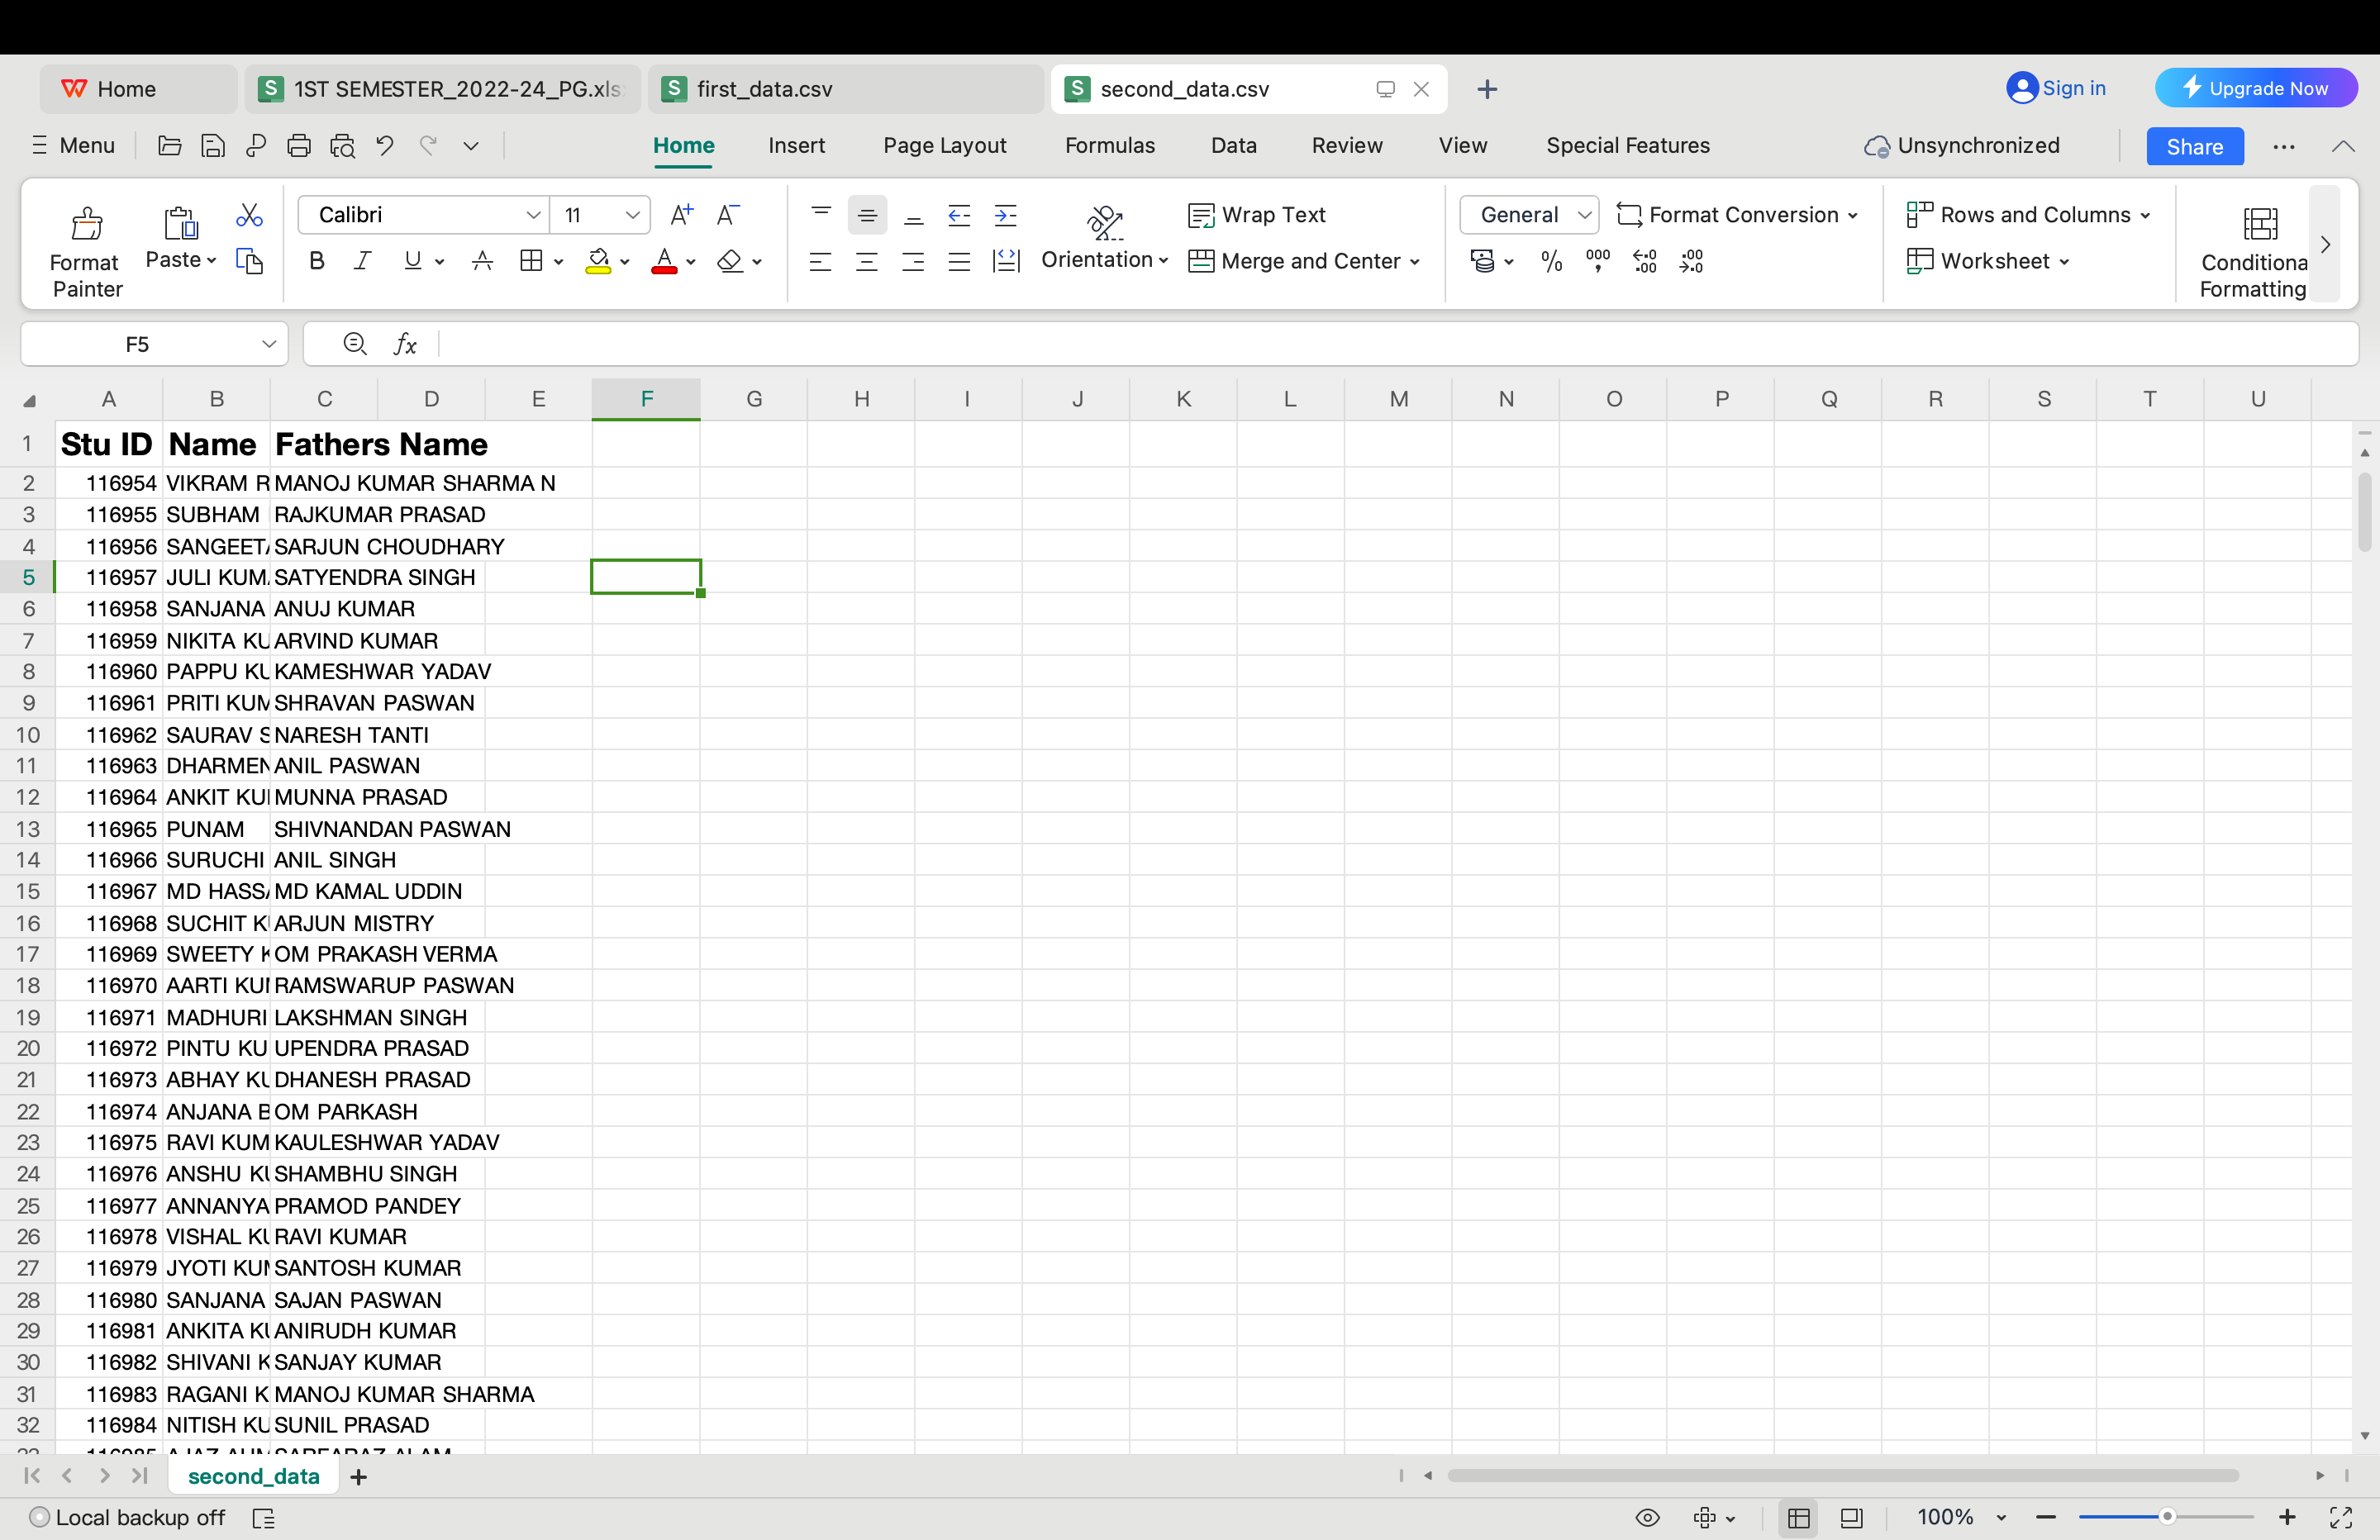 Home 1ST SEMESTER_2022-24_PG.xls first_data.csv second_data.csv Sign in Upgrade Now
Menu Home Insert Page Layout Formulas Data Review View Special Features Unsynchronized Share
Format Painter Paste Calibri 11 A+ A- Orientation Wrap Text General Format Conversion Rows and Columns Conditiona Formatting
B I U A A Merge and Center % 000 .00 .00 Worksheet
F5 fx
A B C D E F G H I J K L M N O P Q R S T U
1 Stu ID Name Fathers Name
2 116954 VIKRAM R MANOJ KUMAR SHARMA N
3 116955 SUBHAM RAJKUMAR PRASAD
4 116956 SANGEETA SARJUN CHOUDHARY
5 116957 JULI KUM SATYENDRA SINGH
6 116958 SANJANA ANUJ KUMAR
7 116959 NIKITA KU ARVIND KUMAR
8 116960 PAPPU KU KAMESHWAR YADAV
9 116961 PRITI KUM SHRAVAN PASWAN
10 116962 SAURAV S NARESH TANTI
11 116963 DHARMEN ANIL PASWAN
12 116964 ANKIT KU MUNNA PRASAD
13 116965 PUNAM SHIVNANDAN PASWAN
14 116966 SURUCHI ANIL SINGH
15 116967 MD HASSA MD KAMAL UDDIN
16 116968 SUCHIT K ARJUN MISTRY
17 116969 SWEETY K OM PRAKASH VERMA
18 116970 AARTI KU RAMSWARUP PASWAN
19 116971 MADHURI LAKSHMAN SINGH
20 116972 PINTU KU UPENDRA PRASAD
21 116973 ABHAY KU DHANESH PRASAD
22 116974 ANJANA B OM PARKASH
23 116975 RAVI KUM KAULESHWAR YADAV
24 116976 ANSHU KU SHAMBHU SINGH
25 116977 ANNANYA PRAMOD PANDEY
26 116978 VISHAL KU RAVI KUMAR
27 116979 JYOTI KUM SANTOSH KUMAR
28 116980 SANJANA SAJAN PASWAN
29 116981 ANKITA KU ANIRUDH KUMAR
30 116982 SHIVANI K SANJAY KUMAR
31 116983 RAGANI K MANOJ KUMAR SHARMA
32 116984 NITISH KU SUNIL PRASAD
second_data
Local backup off 100%